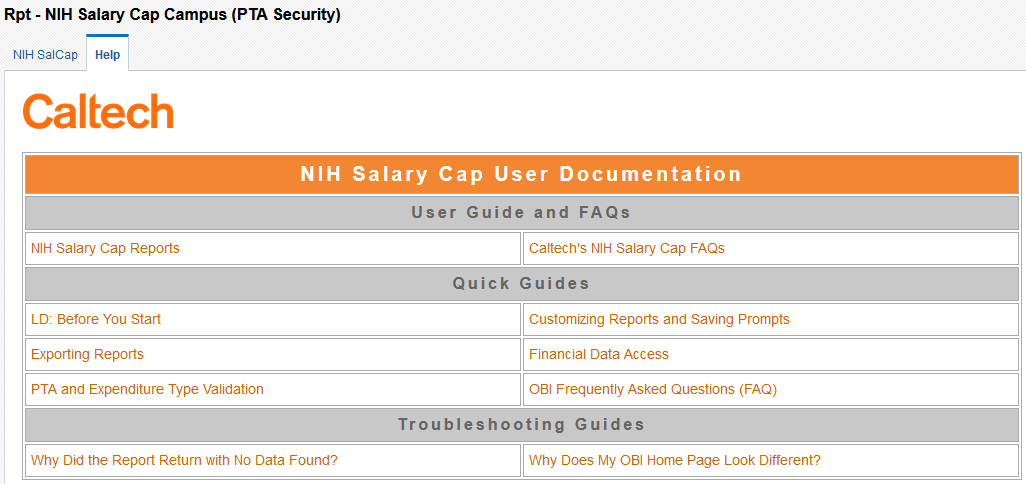 Rpt - NIH Salary Cap Campus (PTA Security)
NIH SalCap Help
Caltech
NIH Salary Cap User Documentation
User Guide and FAQs
NIH Salary Cap Reports Caltech's NIH Salary Cap FAQs
Quick Guides
LD: Before You Start Customizing Reports and Saving Prompts
Exporting Reports Financial Data Access
PTA and Expenditure Type Validation OBI Frequently Asked Questions (FAQ)
Troubleshooting Guides
Why Did the Report Return with No Data Found? Why Does My OBI Home Page Look Different?